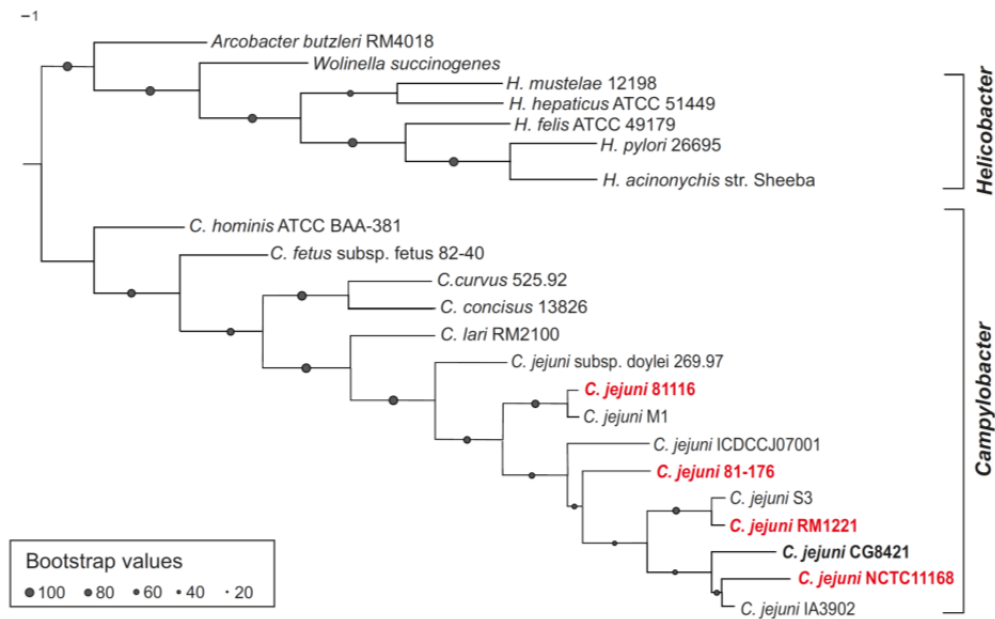 –1
Arcobacter butzleri RM4018
Wolinella succinogenes
H. mustelae 12198
H. hepaticus ATCC 51449
H. felis ATCC 49179
H. pylori 26695
H. acinonychis str. Sheeba
Helicobacter
C. hominis ATCC BAA-381
C. fetus subsp. fetus 82-40
C.curvus 525.92
C. concisus 13826
C. lari RM2100
C. jejuni subsp. doylei 269.97
C. jejuni 81116
C. jejuni M1
C. jejuni ICDCCJ07001
C. jejuni 81-176
C. jejuni S3
C. jejuni RM1221
C. jejuni CG8421
C. jejuni NCTC11168
C. jejuni IA3902
Campylobacter
Bootstrap values
100 80 60 40 20